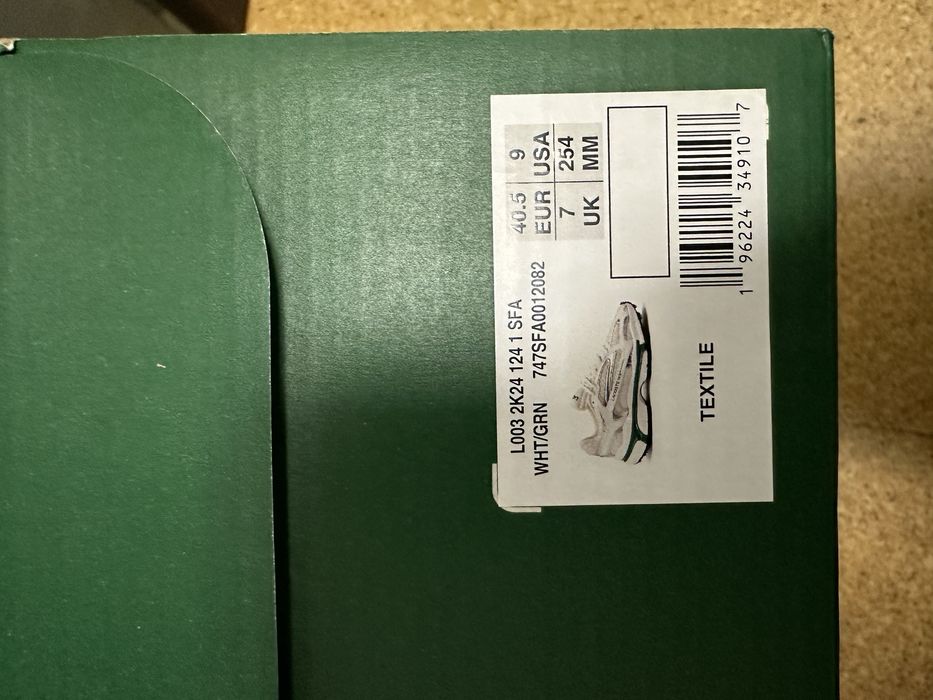 L003 2K24 124 1 SFA
WHT/GRN 747SFA0012082
40.5 9
EUR USA
7 254
UK MM
TEXTILE
1 96224 34910 7